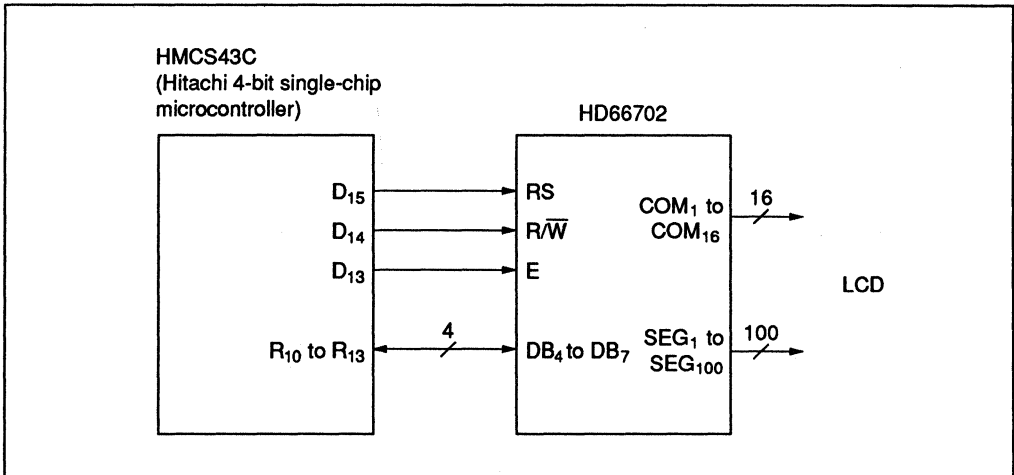 HMCS43C
(Hitachi 4-bit single-chip
microcontroller)
HD66702
D₁₅
RS
D₁₄
R/W̅
D₁₃
E
R₁₀ to R₁₃
4
DB₄ to DB₇
COM₁ to
COM₁₆
16
SEG₁ to
SEG₁₀₀
100
LCD